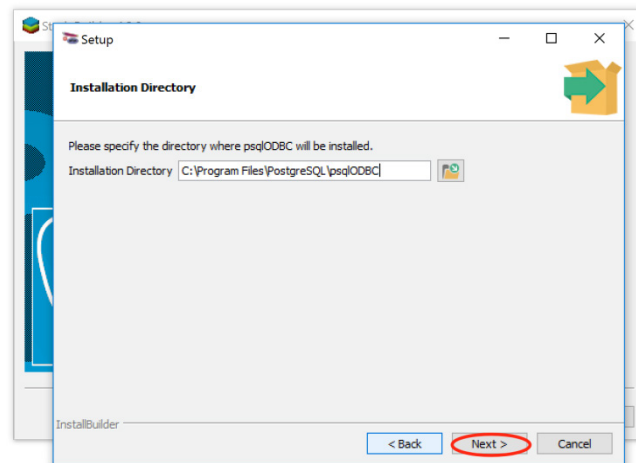 Setup
Installation Directory
Please specify the directory where psqlODBC will be installed.
Installation Directory C:\Program Files\PostgreSQL\psqlODBC
InstallBuilder
< Back Next > Cancel